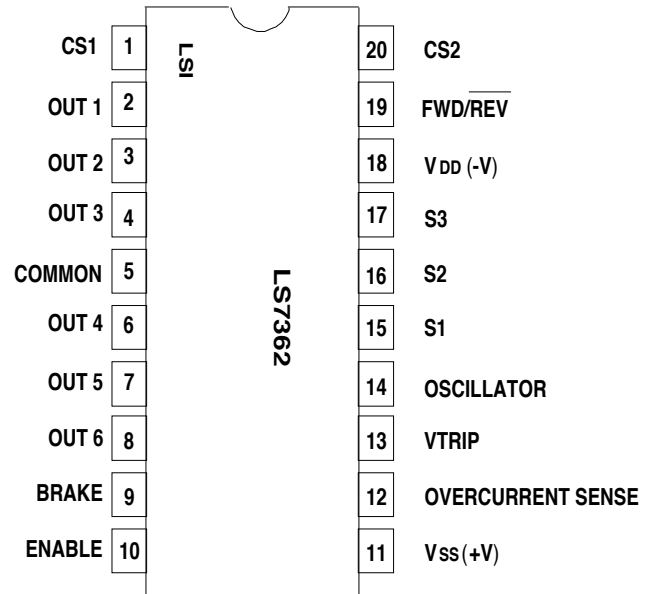 CS1 1 LSI 20 CS2
OUT 1 2 19 FWD/REV
OUT 2 3 18 VDD (-V)
OUT 3 4 17 S3
COMMON 5 16 S2
LS7362
OUT 4 6 15 S1
OUT 5 7 14 OSCILLATOR
OUT 6 8 13 VTRIP
BRAKE 9 12 OVERCURRENT SENSE
ENABLE 10 11 VSS (+V)